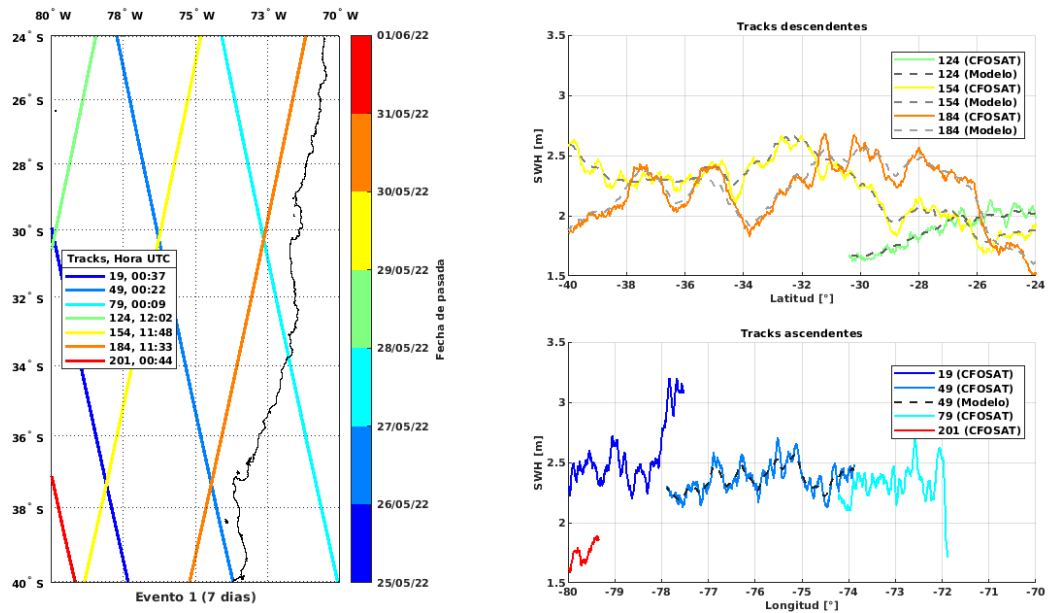 80° W 78° W 75° W 73° W 70° W
24° S
26° S
28° S
30° S
32° S
34° S
36° S
38° S
40° S
Tracks, Hora UTC
19, 00:37
49, 00:22
79, 00:09
124, 12:02
154, 11:48
184, 11:33
201, 00:44
Evento 1 (7 dias)
01/06/22
31/05/22
30/05/22
29/05/22
28/05/22
27/05/22
26/05/22
25/05/22
Fecha de pasada
Tracks descendentes
3.5
3
2.5
2
1.5
SWH [m]
124 (CFOSAT)
124 (Modelo)
154 (CFOSAT)
154 (Modelo)
184 (CFOSAT)
184 (Modelo)
-40 -38 -36 -34 -32 -30 -28 -26 -24
Latitud [°]
Tracks ascendentes
3.5
3
2.5
2
1.5
SWH [m]
19 (CFOSAT)
49 (CFOSAT)
49 (Modelo)
79 (CFOSAT)
201 (CFOSAT)
-80 -79 -78 -77 -76 -75 -74 -73 -72 -71 -70
Longitud [°]